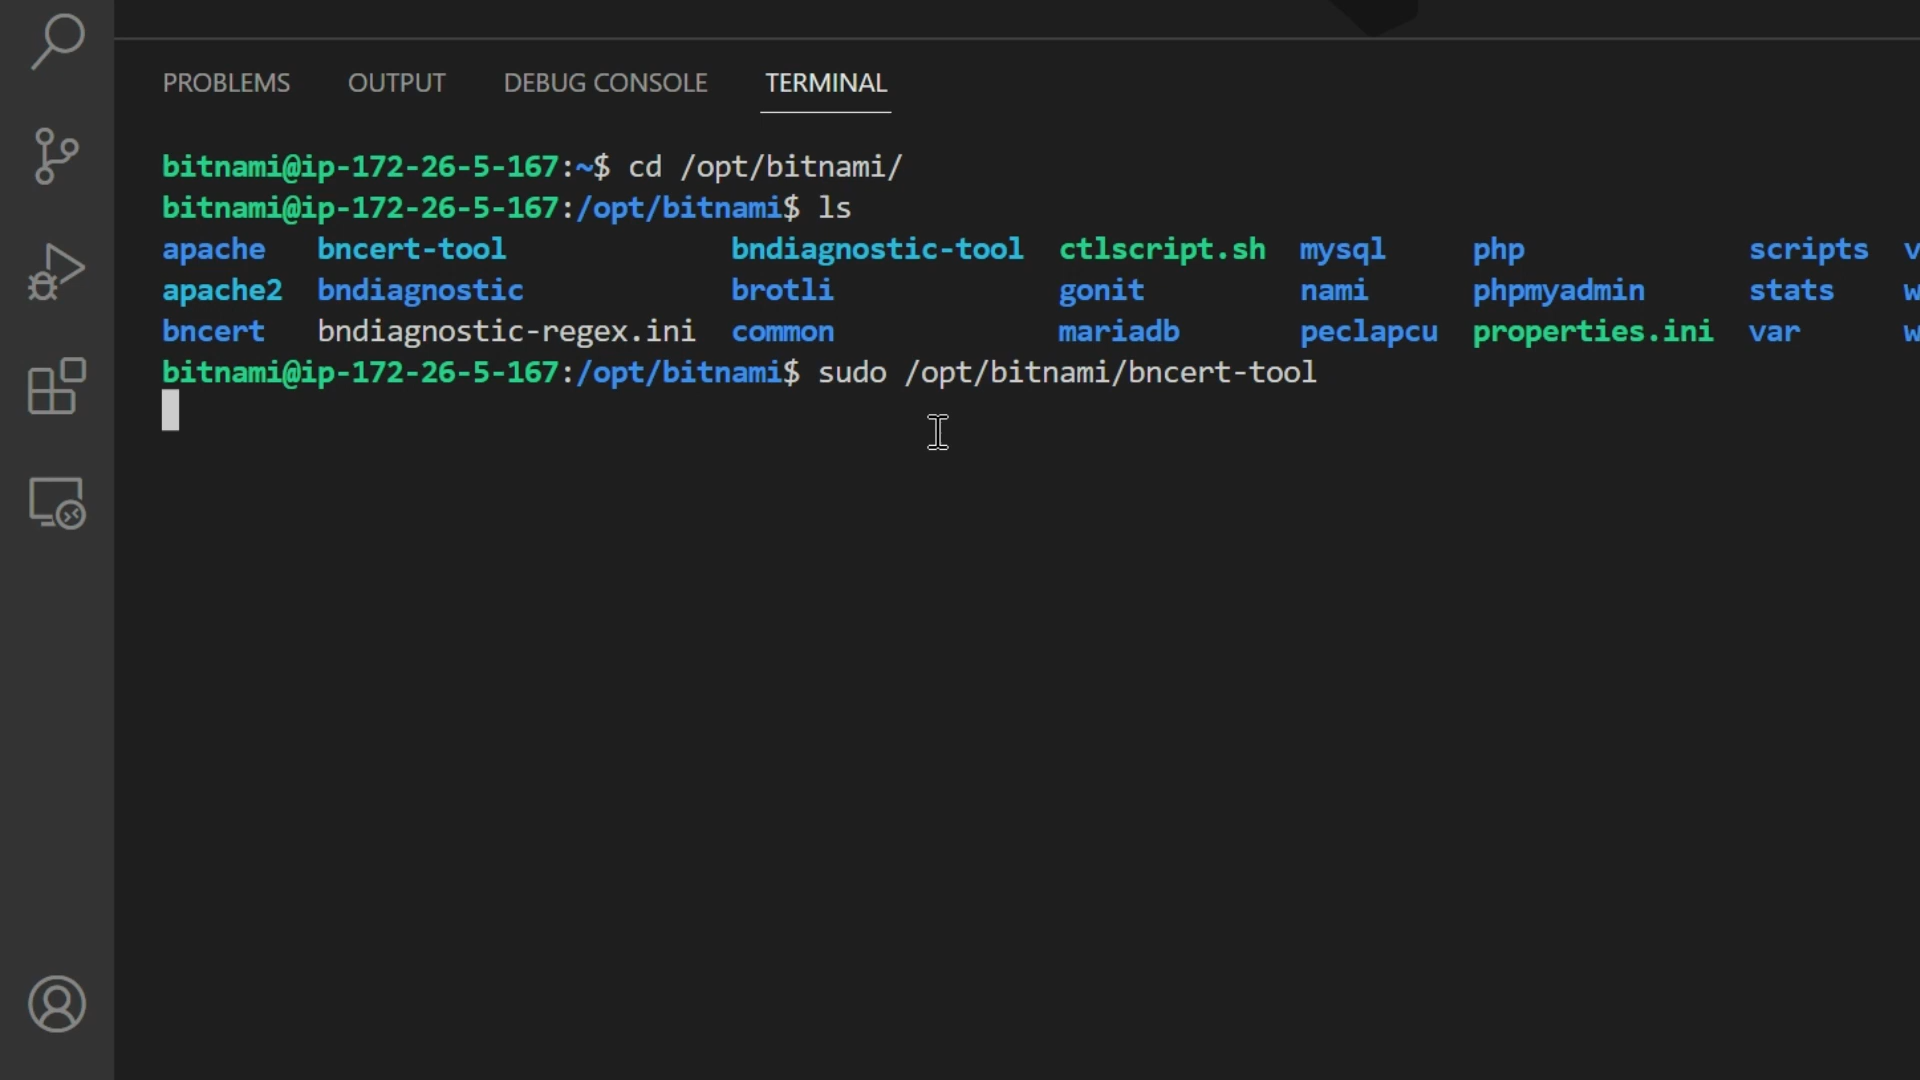 PROBLEMS OUTPUT DEBUG CONSOLE TERMINAL
bitnami@ip-172-26-5-167:~$ cd /opt/bitnami/
bitnami@ip-172-26-5-167:/opt/bitnami$ ls
apache bncert-tool bndiagnostic-tool ctlscript.sh mysql php scripts
apache2 bndiagnostic brotli gonit nami phpmyadmin stats
bncert bndiagnostic-regex.ini common mariadb peclapcu properties.ini var
bitnami@ip-172-26-5-167:/opt/bitnami$ sudo /opt/bitnami/bncert-tool